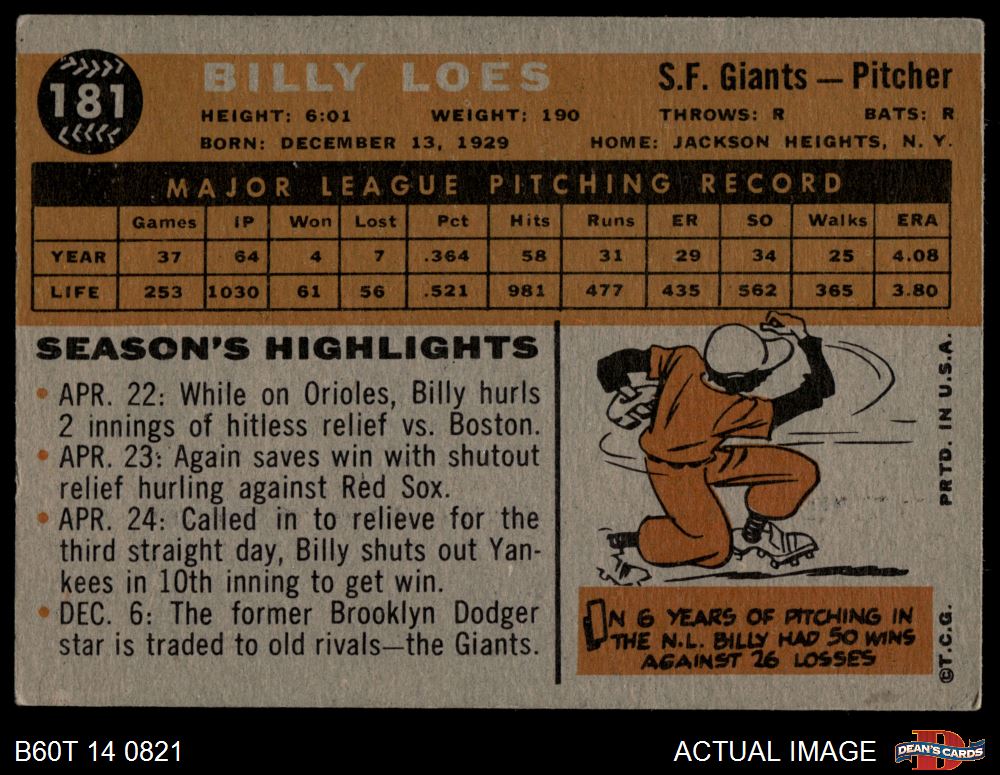 181
BILLY LOES
S.F. Giants — Pitcher
HEIGHT: 6:01 WEIGHT: 190 THROWS: R BATS: R
BORN: DECEMBER 13, 1929 HOME: JACKSON HEIGHTS, N. Y.
MAJOR LEAGUE PITCHING RECORD
Games IP Won Lost Pct Hits Runs ER SO Walks ERA
YEAR 37 64 4 7 .364 58 31 29 34 25 4.08
LIFE 253 1030 61 56 .521 981 477 435 562 365 3.80
SEASON'S HIGHLIGHTS
• APR. 22: While on Orioles, Billy hurls
2 innings of hitless relief vs. Boston.
• APR. 23: Again saves win with shutout
relief hurling against Red Sox.
• APR. 24: Called in to relieve for the
third straight day, Billy shuts out Yan-
kees in 10th inning to get win.
• DEC. 6: The former Brooklyn Dodger
star is traded to old rivals—the Giants.
IN 6 YEARS OF PITCHING IN
THE N.L. BILLY HAD 50 WINS
AGAINST 26 LOSSES
PRTD. IN U.S.A.
©T.C.G.
B60T 14 0821
ACTUAL IMAGE
D
DEAN'S CARDS